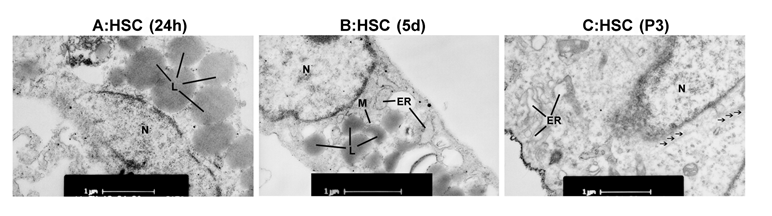 A:HSC (24h)
L
N
1μm
B:HSC (5d)
N
M
ER
L
1μm
C:HSC (P3)
N
ER
1μm